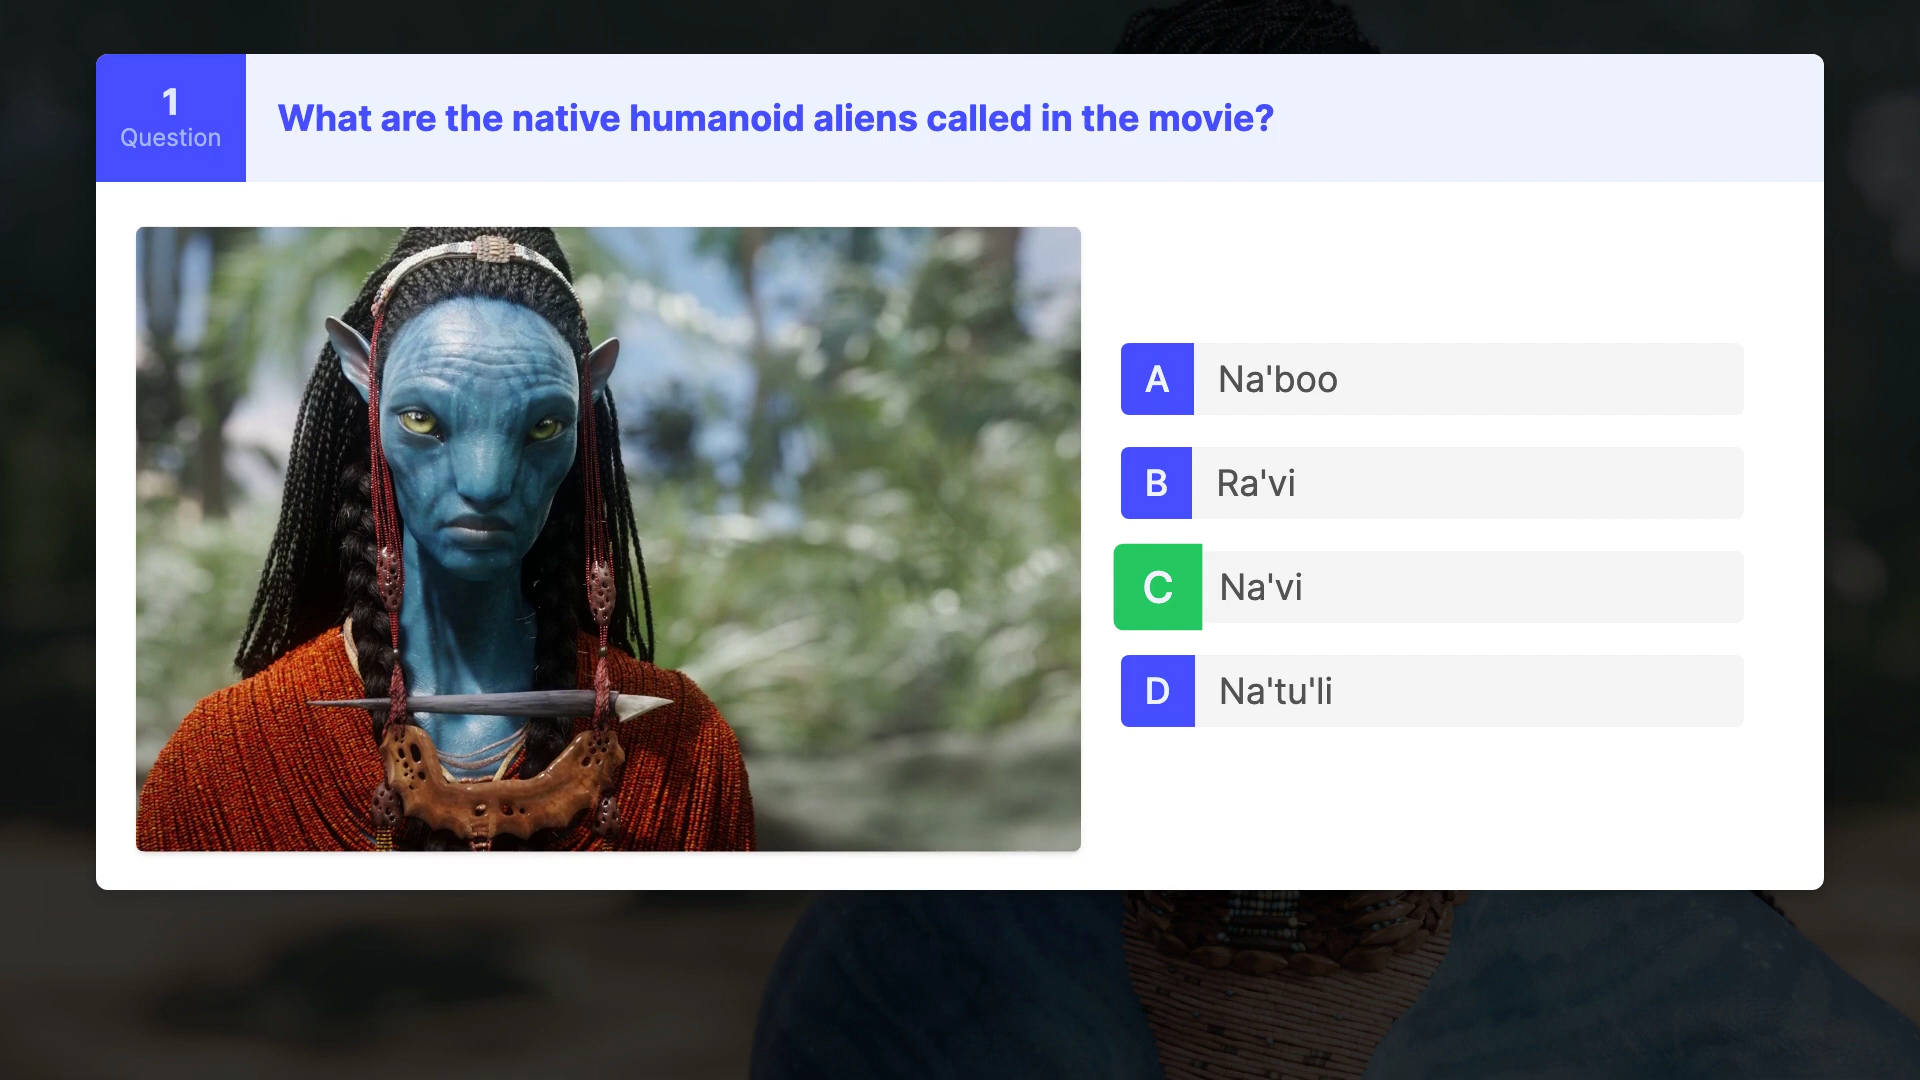 1
Question
What are the native humanoid aliens called in the movie?
A Na'boo
B Ra'vi
C Na'vi
D Na'tu'li